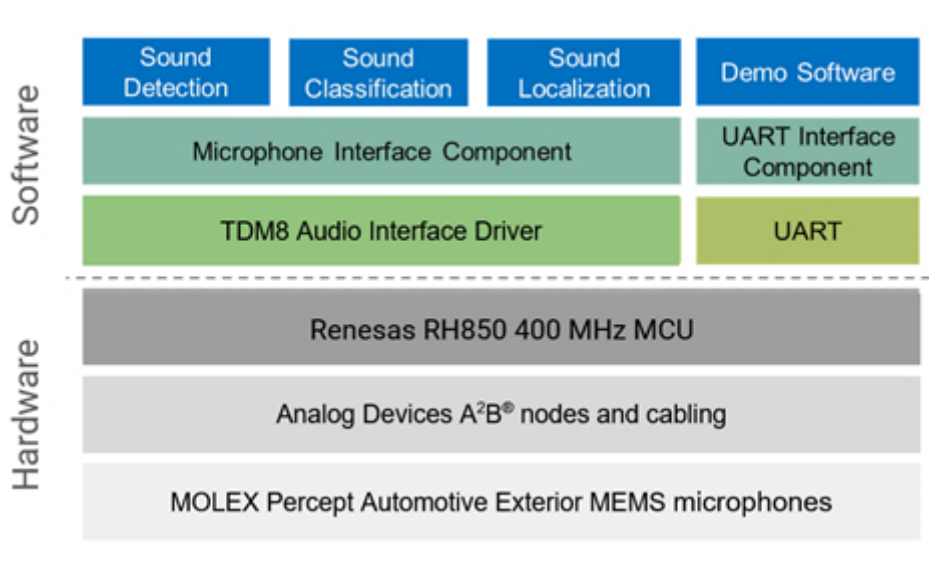 Software
Sound
Detection
Sound
Classification
Sound
Localization
Demo Software
Microphone Interface Component
UART Interface
Component
TDM8 Audio Interface Driver
UART
Hardware
Renesas RH850 400 MHz MCU
Analog Devices A²B® nodes and cabling
MOLEX Percept Automotive Exterior MEMS microphones